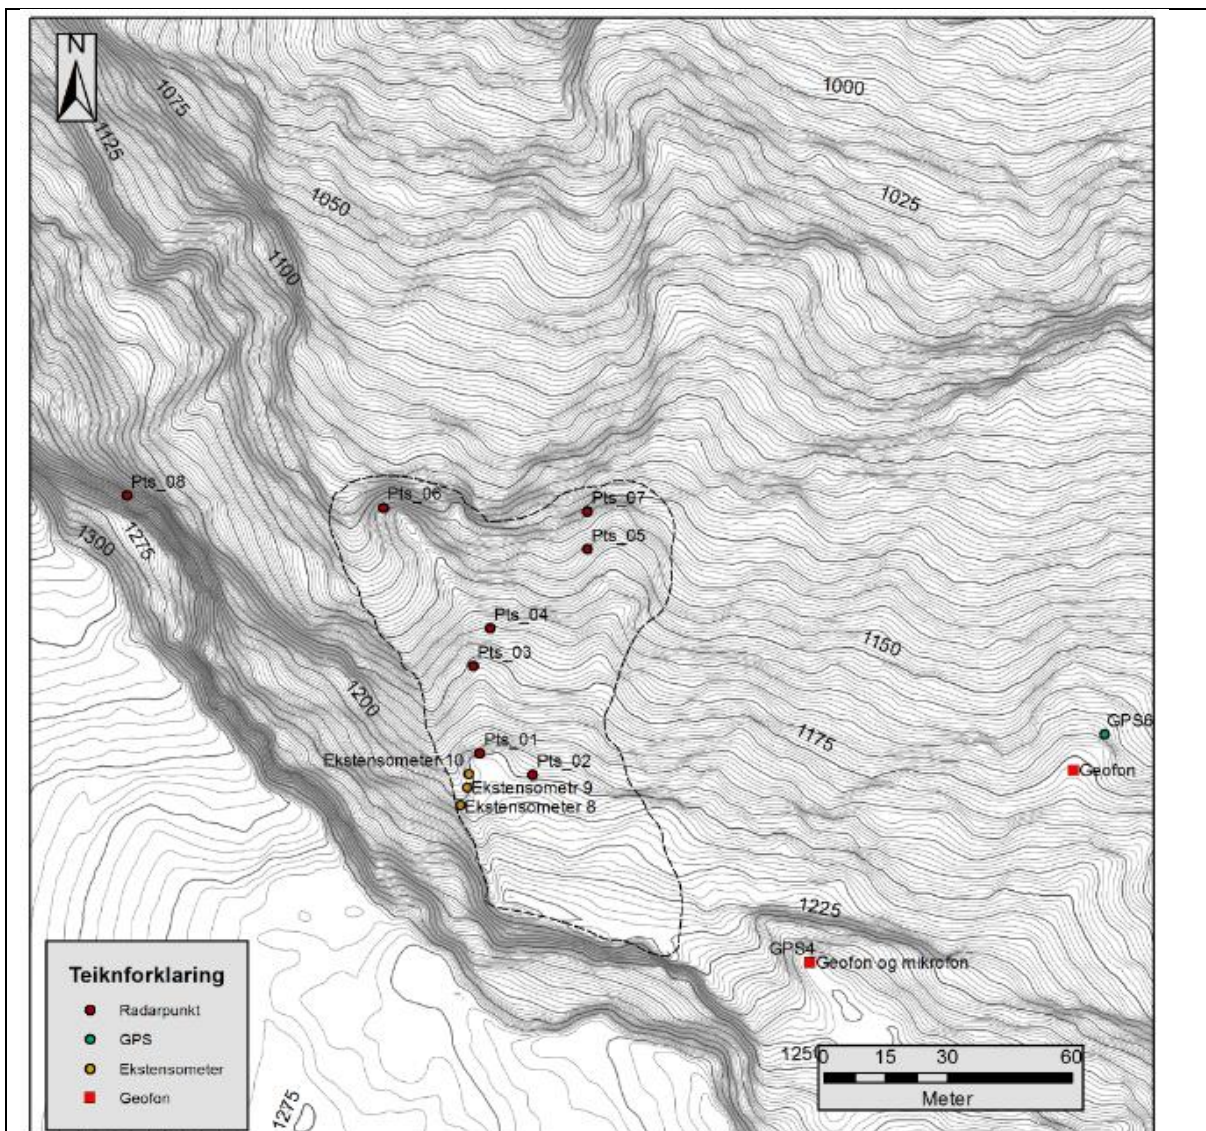 N
1000
1075
1125
1050
1025
1100
Pts_08
Pts_06
Pts_07
1275
1300
Pts_05
Pts_04
1150
Pts_03
1200
GPS6
1175
Pts_01
Ekstensometer 10
Pts_02
Geofon
Ekstensometr 9
Ekstensometer 8
1225
GPS4
Geofon og mikrofon
Teiknforklaring
Radarpunkt
GPS
Ekstensometer
Geofon
1275
1250
0 15 30 60
Meter